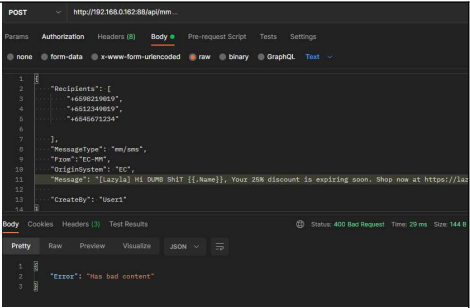 POST http://192.168.0.162:88/api/mm...
Params Authorization Headers (8) Body Pre-request Script Tests Settings
none form-data x-www-form-urlencoded raw binary GraphQL Text
1 {
2 "Recipients": [
3 "+6598219819",
4 "+6512349819",
5 "+6545671234"
6
7 ],
8 "MessageType": "mm/sms",
9 "From":"EC-MM",
10 "OriginSystem": "EC",
11 "Message": "[Lazyla] Hi DUMB ShiT {{.Name}}, Your 25% discount is expiring soon. Shop now at https://laz
12
13 "CreateBy": "User1"
14 }
Body Cookies Headers (3) Test Results Status: 400 Bad Request Time: 29 ms Size: 144 B
Pretty Raw Preview Visualize JSON
1 {
2 "Error": "Has bad content"
3 }